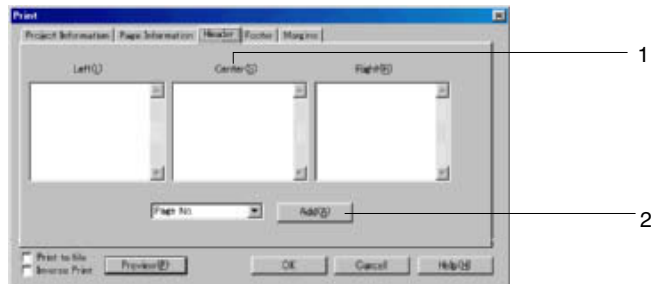 Print
Project Information Page Information Header Footer Margins
1
Left(L) Center(C) Right(R)
Page No. Add(A)
2
Print to file
Inverse Print Preview(P) OK Cancel Help(H)